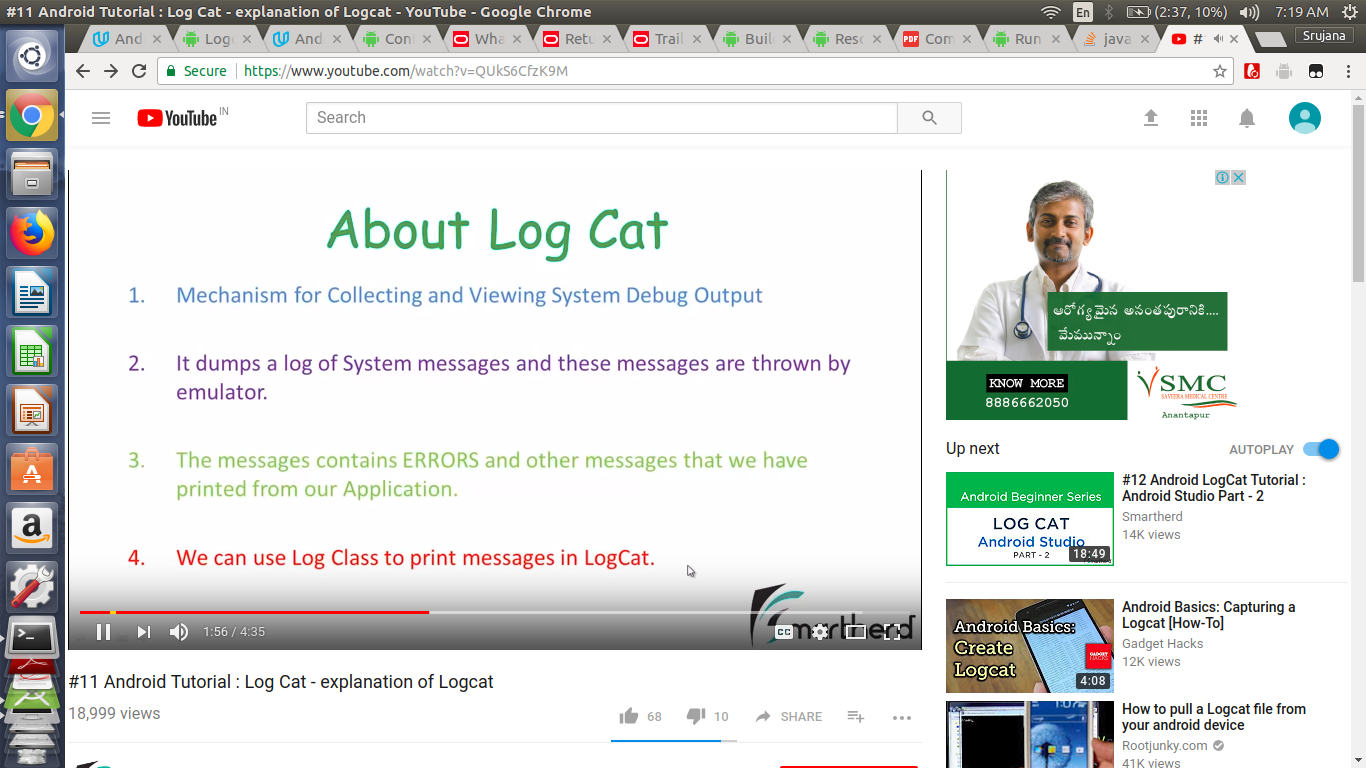 #11 Android Tutorial : Log Cat - explanation of Logcat - YouTube - Google Chrome
En
(2:37, 10%)
7:19 AM
And
Log
And
Con
Wha
Retu
Trail
Buil
Reso
PDF
Com
Run
java
#
Srujana
Secure
https://www.youtube.com/watch?v=QUkS6CfzK9M
YouTube IN
Search
About Log Cat
1. Mechanism for Collecting and Viewing System Debug Output
2. It dumps a log of System messages and these messages are thrown by
emulator.
3. The messages contains ERRORS and other messages that we have
printed from our Application.
4. We can use Log Class to print messages in LogCat.
Smartherd
1:56 / 4:35
CC
#11 Android Tutorial : Log Cat - explanation of Logcat
18,999 views
68
10
SHARE
ఆరోగ్యమైన అనంతపురానికి....
మేమున్నాం
KNOW MORE
8886662050
VSMC
SAVEERA MEDICAL CENTRE
Anantapur
Up next
AUTOPLAY
Android Beginner Series
LOG CAT
Android Studio
PART - 2
18:49
#12 Android LogCat Tutorial :
Android Studio Part - 2
Smartherd
14K views
Android Basics:
Create
Logcat
GADGET
HACKS
4:08
Android Basics: Capturing a
Logcat [How-To]
Gadget Hacks
12K views
How to pull a Logcat file from
your android device
Rootjunky.com
41K views